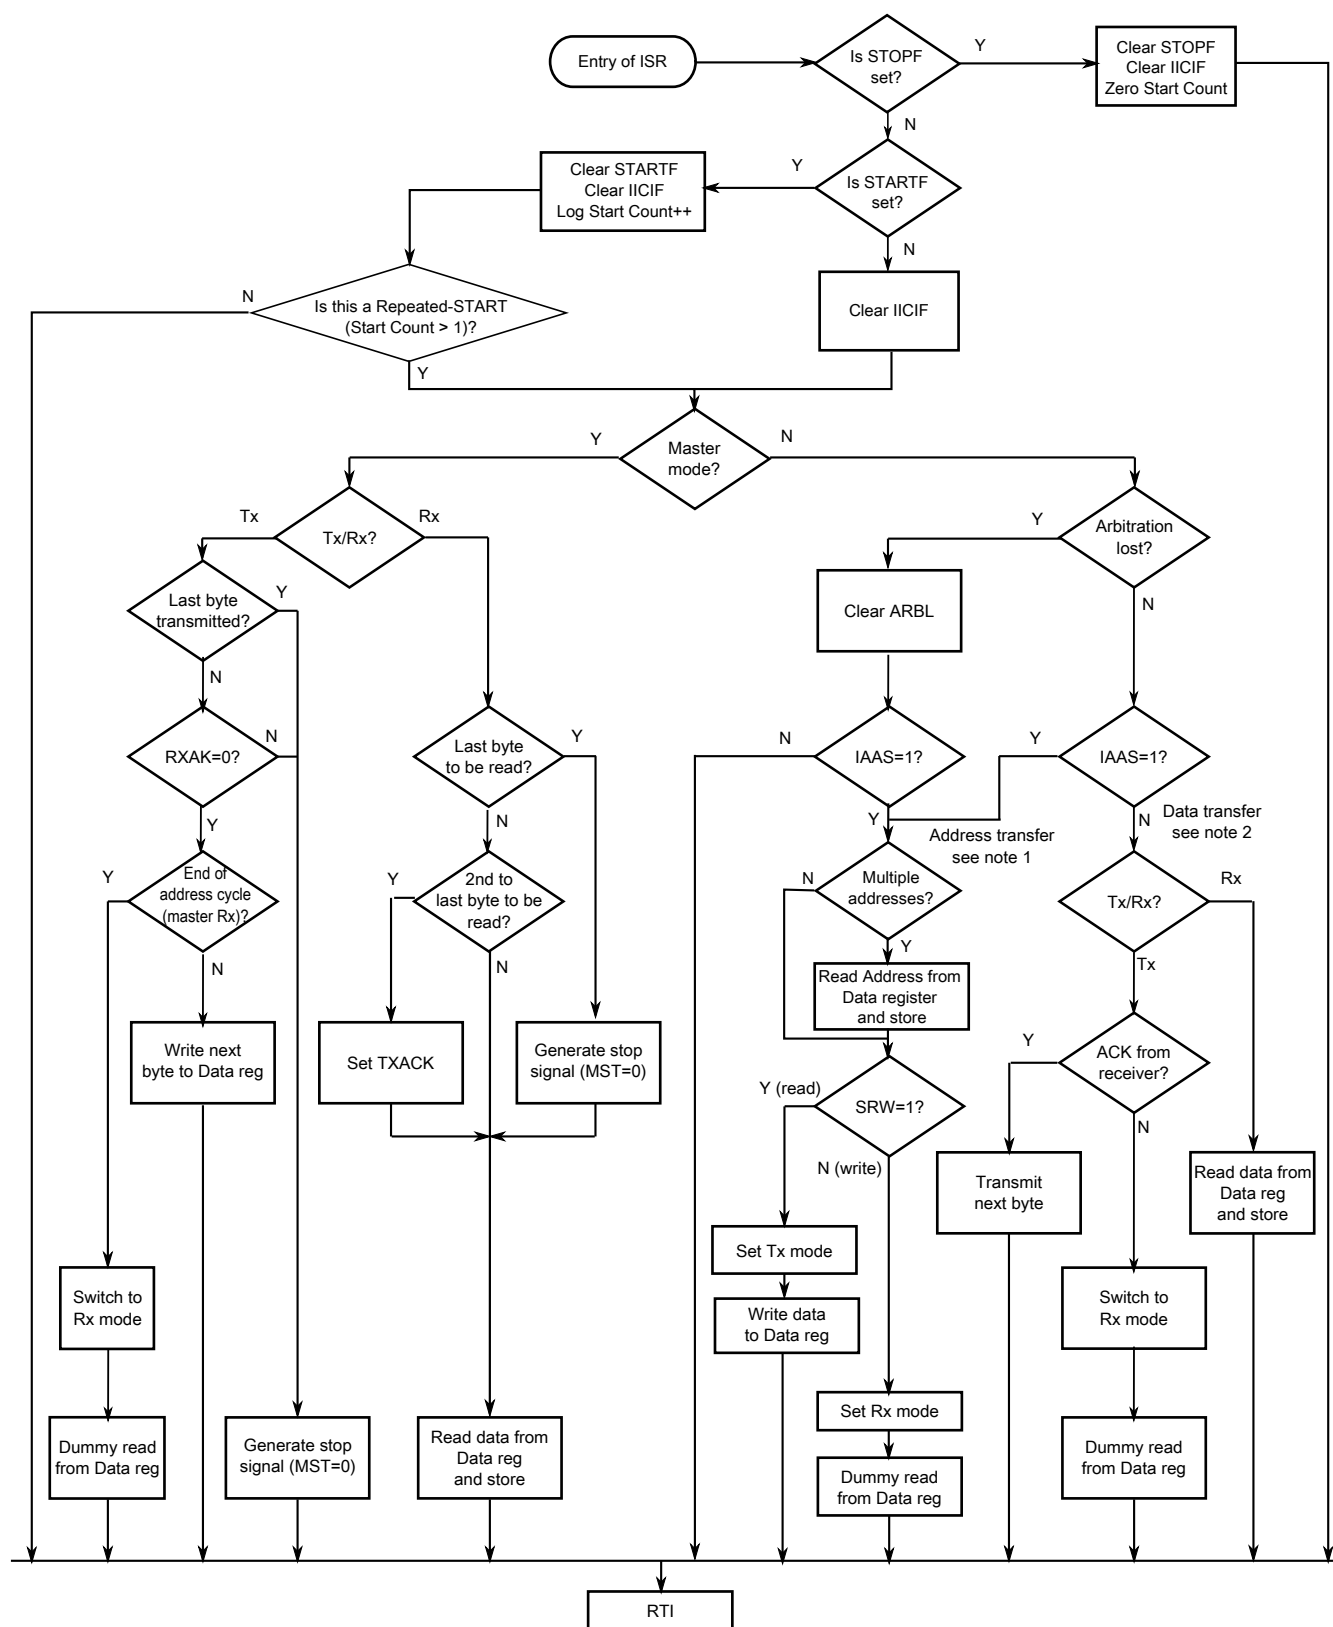 Entry of ISR
Is STOPF
set?
Y
Clear STOPF
Clear IICIF
Zero Start Count
N
Clear STARTF
Clear IICIF
Log Start Count++
Y
Is STARTF
set?
N
N
Is this a Repeated-START
(Start Count > 1)?
Clear IICIF
Y
Y
Master
mode?
N
Tx
Tx/Rx?
Rx
Y
Arbitration
lost?
Last byte
transmitted?
Y
Clear ARBL
N
N
RXAK=0?
N
Last byte
to be read?
Y
N
IAAS=1?
Y
IAAS=1?
Y
N
Y
Address transfer
see note 1
N
Data transfer
see note 2
Y
End of
address cycle
(master Rx)?
Y
2nd to
last byte to be
read?
N
Multiple
addresses?
Tx/Rx?
Rx
N
N
Y
Tx
Read Address from
Data register
and store
Write next
byte to Data reg
Set TXACK
Generate stop
signal (MST=0)
Y
ACK from
receiver?
Y (read)
SRW=1?
N
N (write)
Transmit
next byte
Read data from
Data reg
and store
Set Tx mode
Switch to
Rx mode
Write data
to Data reg
Switch to
Rx mode
Set Rx mode
Dummy read
from Data reg
Generate stop
signal (MST=0)
Read data from
Data reg
and store
Dummy read
from Data reg
Dummy read
from Data reg
RTI